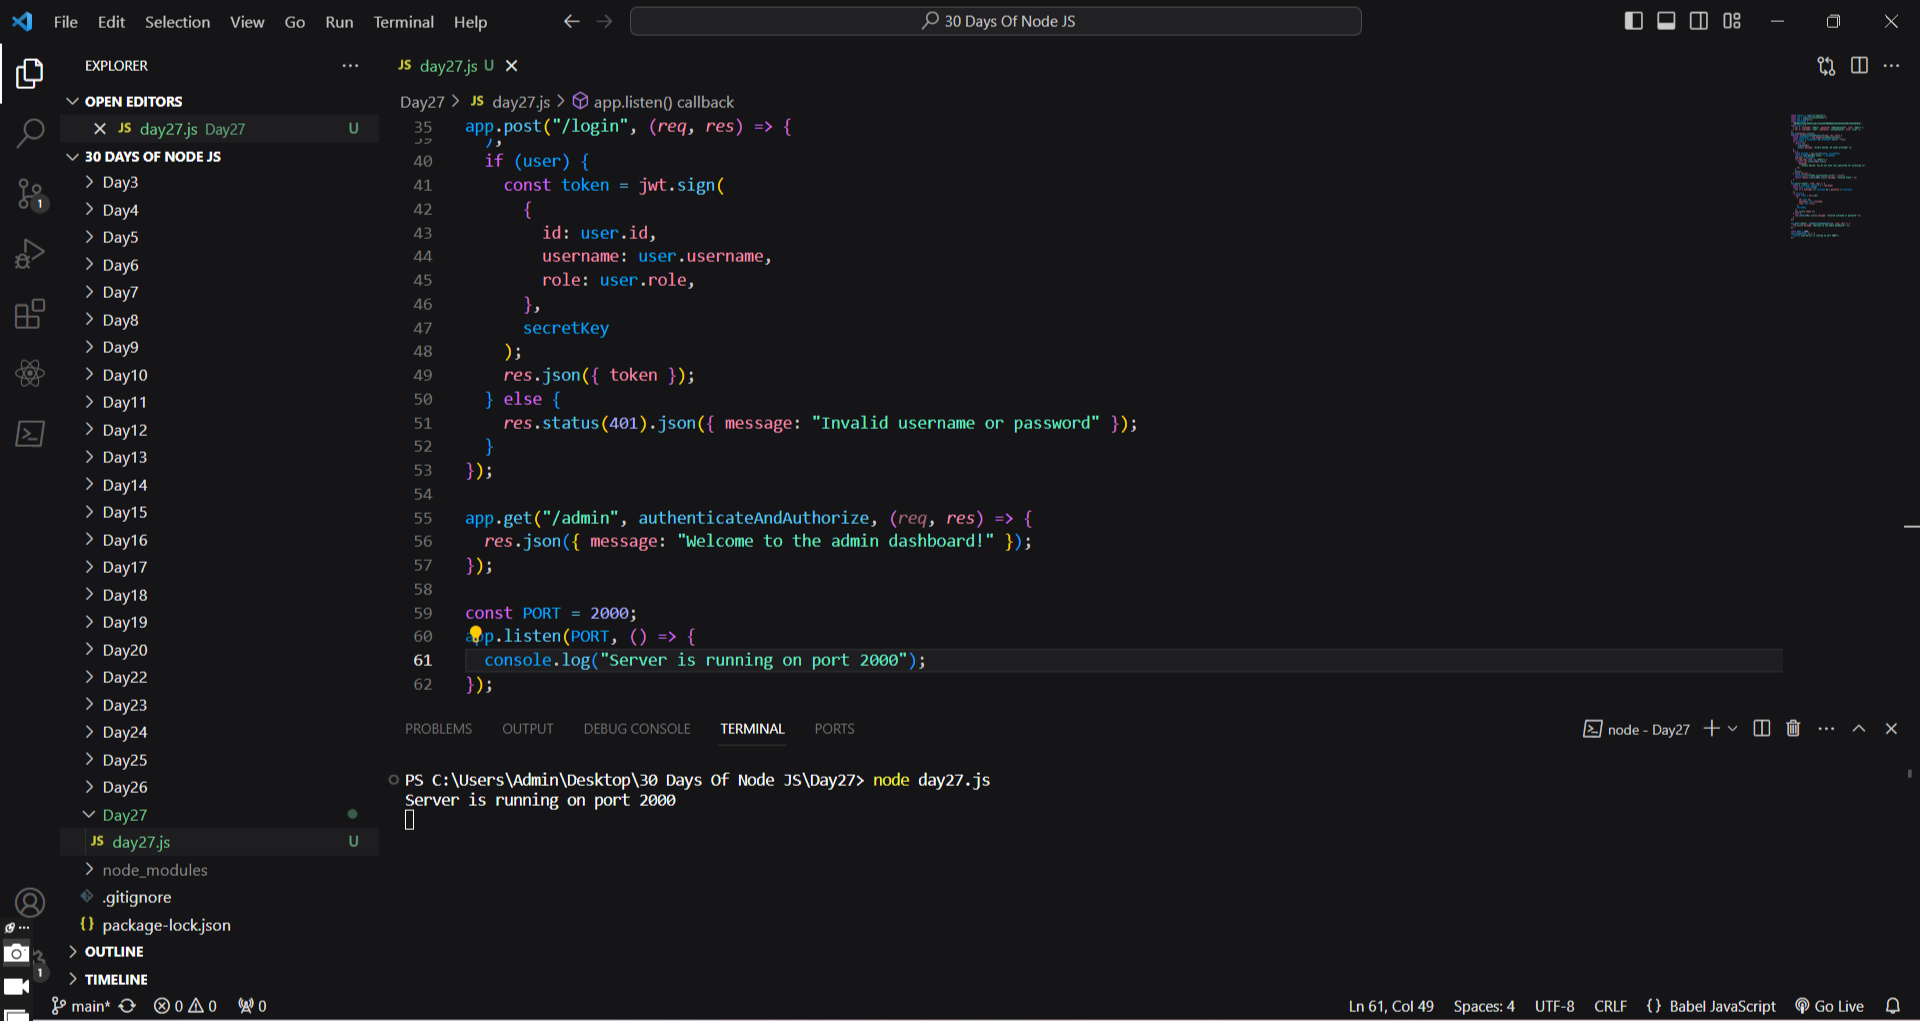 File Edit Selection View Go Run Terminal Help
30 Days Of Node JS
EXPLORER
OPEN EDITORS
JS day27.js Day27 U
30 DAYS OF NODE JS
Day3
Day4
Day5
Day6
Day7
Day8
Day9
Day10
Day11
Day12
Day13
Day14
Day15
Day16
Day17
Day18
Day19
Day20
Day22
Day23
Day24
Day25
Day26
Day27
JS day27.js U
node_modules
.gitignore
{} package-lock.json
OUTLINE
TIMELINE
1
1
JS day27.js U
Day27 > JS day27.js > app.listen() callback
35 app.post("/login", (req, res) => {
39 );
40 if (user) {
41 const token = jwt.sign(
42 {
43 id: user.id,
44 username: user.username,
45 role: user.role,
46 },
47 secretKey
48 );
49 res.json({ token });
50 } else {
51 res.status(401).json({ message: "Invalid username or password" });
52 }
53 });
54
55 app.get("/admin", authenticateAndAuthorize, (req, res) => {
56 res.json({ message: "Welcome to the admin dashboard!" });
57 });
58
59 const PORT = 2000;
60 app.listen(PORT, () => {
61 console.log("Server is running on port 2000");
62 });
PROBLEMS OUTPUT DEBUG CONSOLE TERMINAL PORTS
node - Day27
PS C:\Users\Admin\Desktop\30 Days Of Node JS\Day27> node day27.js
Server is running on port 2000
main* 0 0 0
Ln 61, Col 49 Spaces: 4 UTF-8 CRLF {} Babel JavaScript Go Live